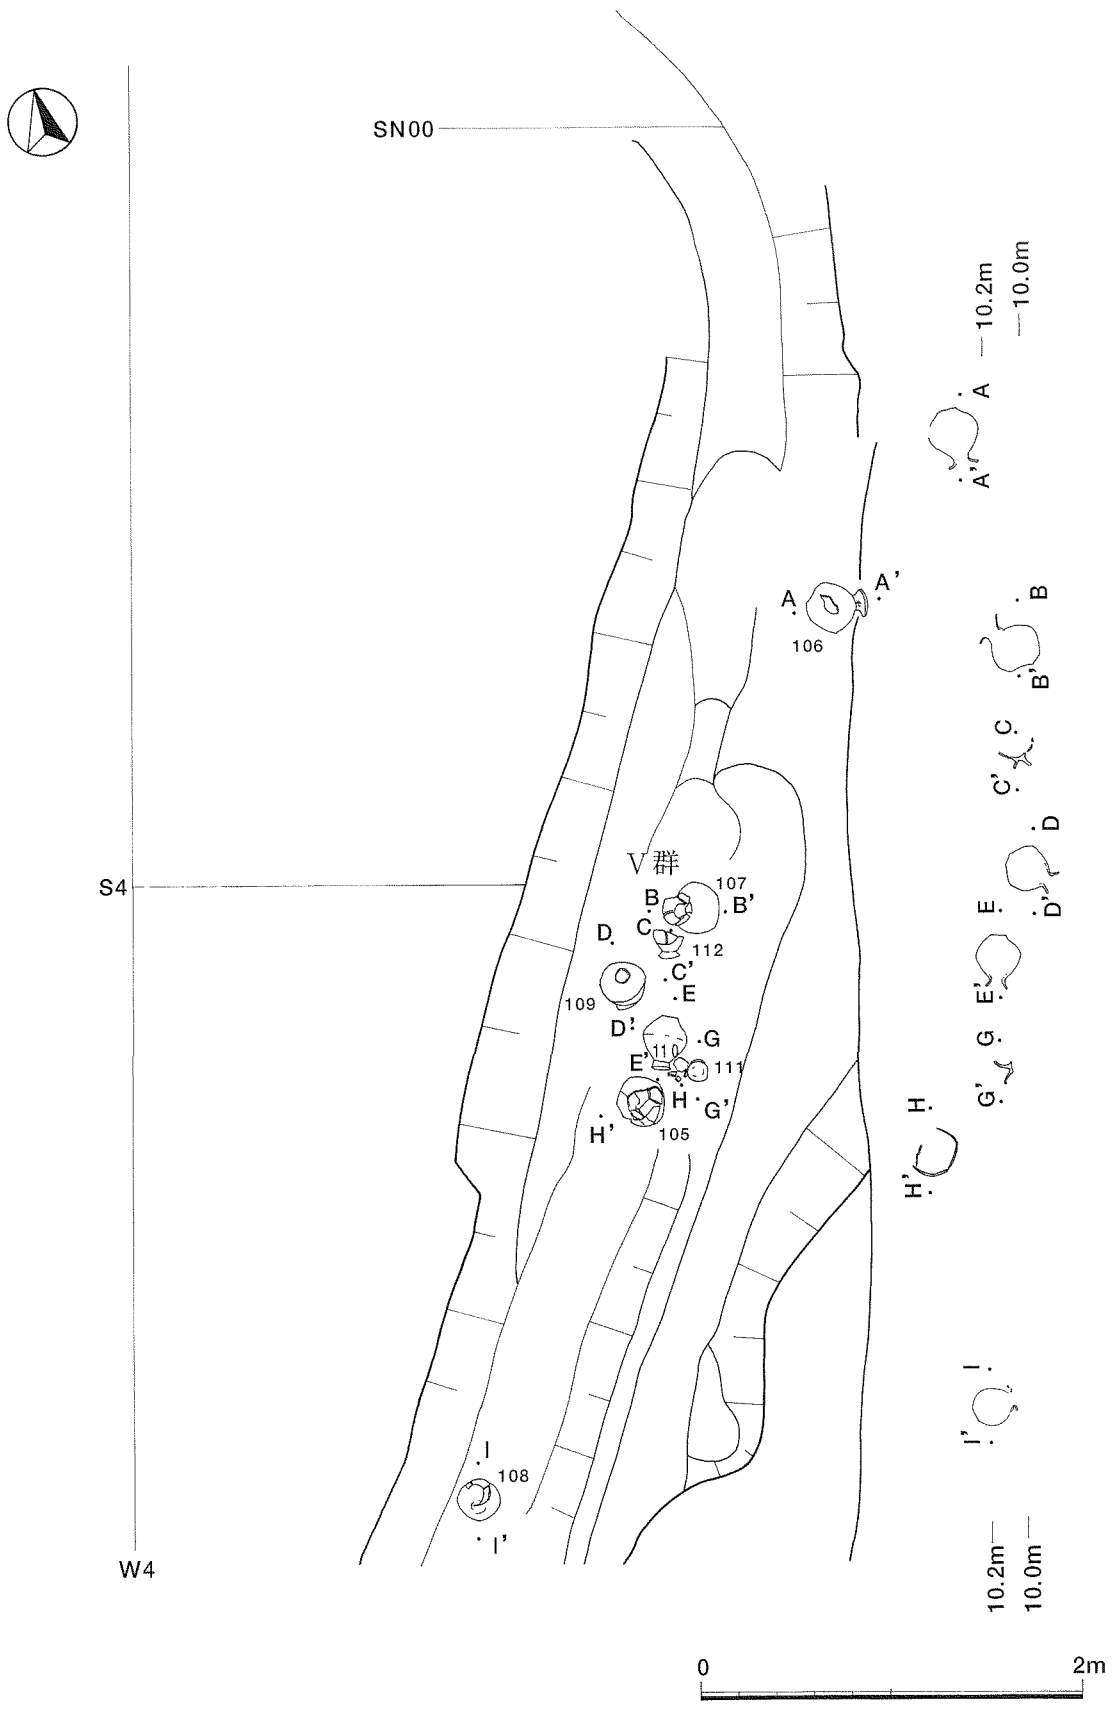 SN00
10.2m
10.0m
A
A'
A
A'
106
B
B'
C
C'
D
V群
107
S4
B
B'
C
D
112
D'
E
C'
E
109
D'
E'
G
110
E'
111
G
G'
H
H
G'
H'
105
H'
I
I'
I
108
I'
10.2m
10.0m
W4
0
2m